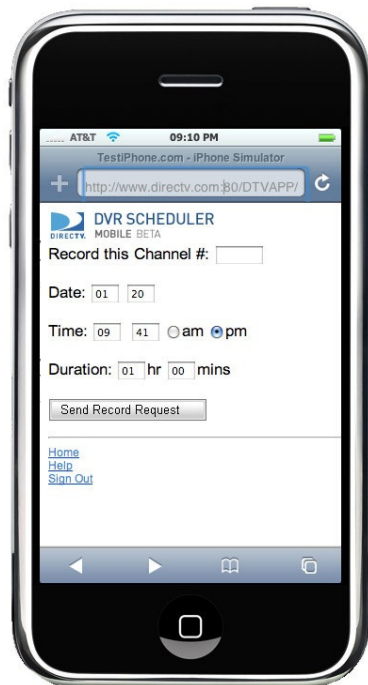 AT&T 09:10 PM
TestiPhone.com - iPhone Simulator
http://www.directv.com:80/DTVAPP/
DIRECTV. DVR SCHEDULER
MOBILE BETA
Record this Channel #:
Date: 01 20
Time: 09 41 am pm
Duration: 01 hr 00 mins
Send Record Request
Home
Help
Sign Out